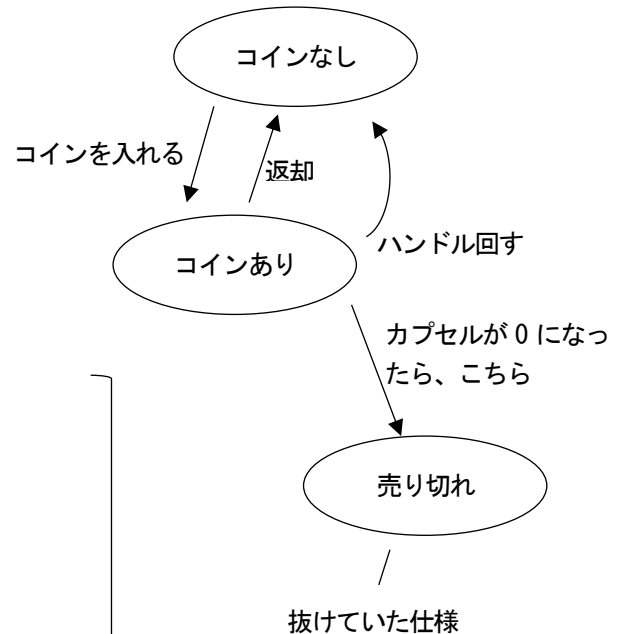 コインなし
コインを入れる
返却
ハンドル回す
コインあり
カプセルが 0 になっ
たら、こちら
売り切れ
抜けていた仕様